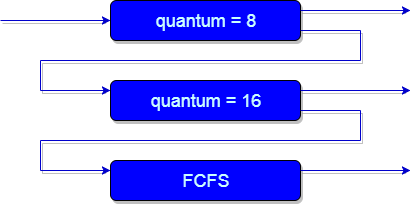 quantum = 8
quantum = 16
FCFS